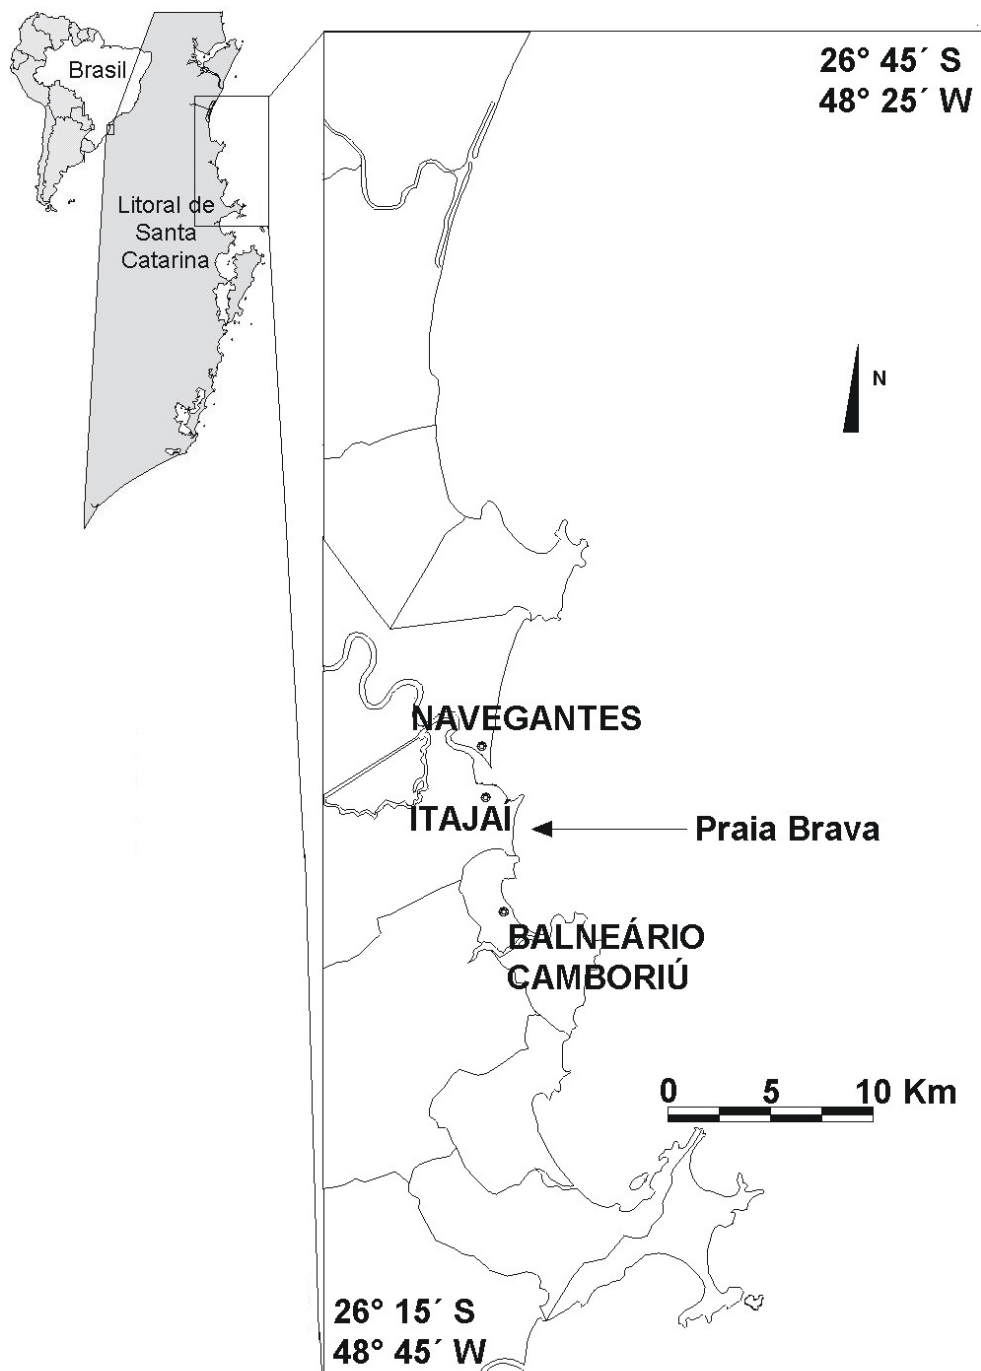 Brasil
Litoral de
Santa
Catarina
26° 45´ S
48° 25´ W
N
NAVEGANTES
ITAJAÍ
Praia Brava
BALNEÁRIO
CAMBORIÚ
0 5 10 Km
26° 15´ S
48° 45´ W